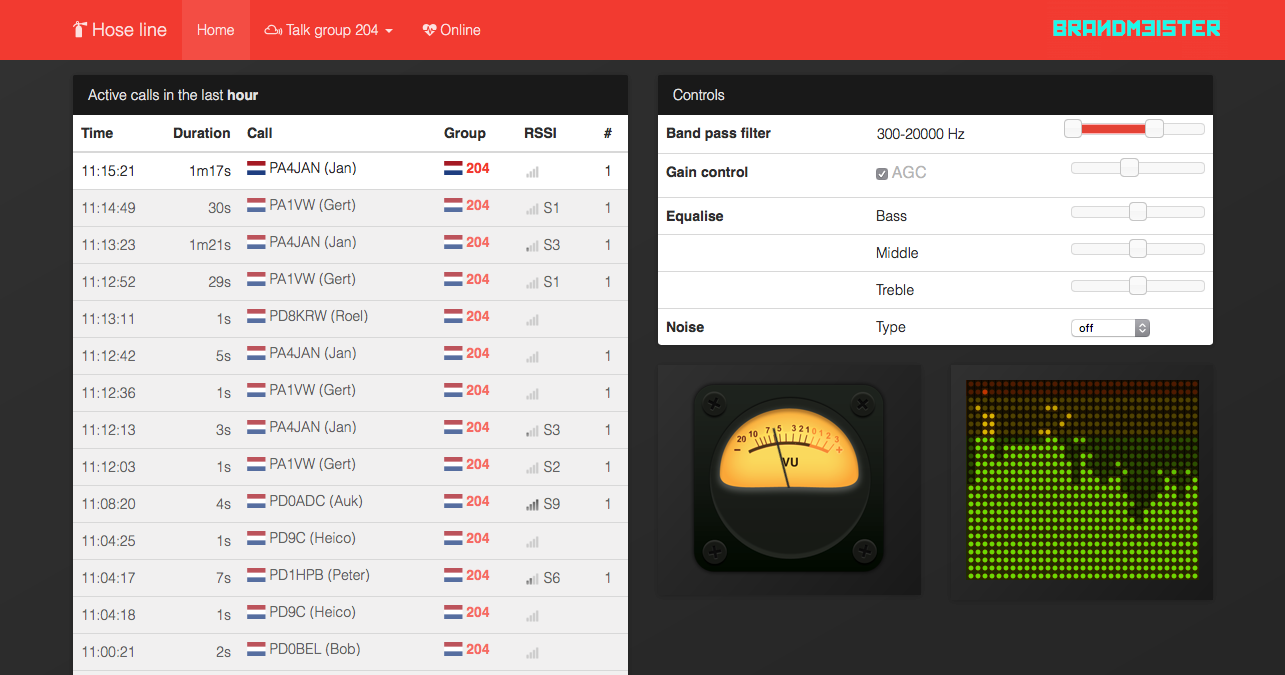 Hose line Home Talk group 204 Online BRANDMEISTER
Active calls in the last hour
Time Duration Call Group RSSI #
11:15:21 1m17s PA4JAN (Jan) 204 1
11:14:49 30s PA1VW (Gert) 204 S1 1
11:13:23 1m21s PA4JAN (Jan) 204 S3 1
11:12:52 29s PA1VW (Gert) 204 S1 1
11:13:11 1s PD8KRW (Roel) 204
11:12:42 5s PA4JAN (Jan) 204 1
11:12:36 1s PA1VW (Gert) 204 1
11:12:13 3s PA4JAN (Jan) 204 S3 1
11:12:03 1s PA1VW (Gert) 204 S2 1
11:08:20 4s PD0ADC (Auk) 204 S9 1
11:04:25 1s PD9C (Heico) 204
11:04:17 7s PD1HPB (Peter) 204 S6 1
11:04:18 1s PD9C (Heico) 204
11:00:21 2s PD0BEL (Bob) 204
Controls
Band pass filter 300-20000 Hz
Gain control AGC
Equalise Bass
Middle
Treble
Noise Type off
20 10 7 5 3 2 1 0 1 2 3
- +
VU